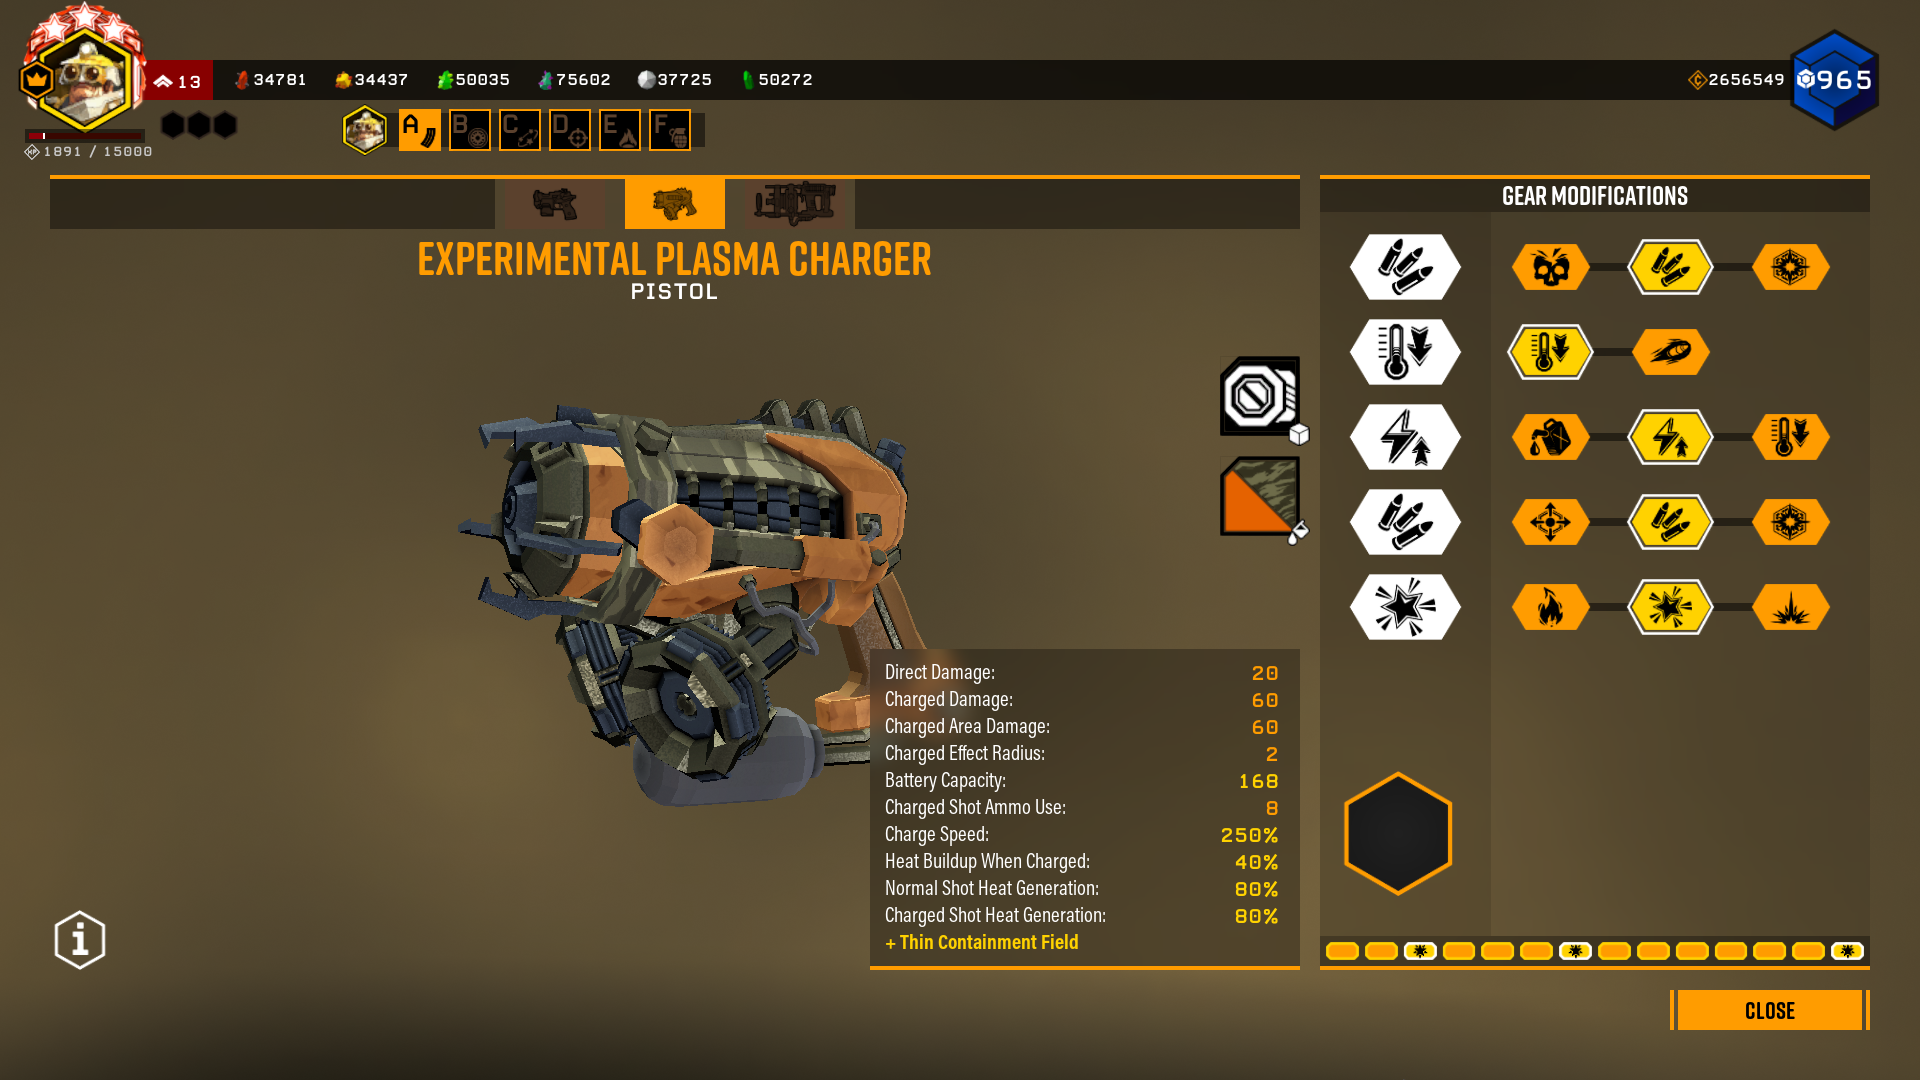 13
34781 34437 50035 75602 37725 50272
2656549
965
1891 / 15000
A B C D E F
GEAR MODIFICATIONS
EXPERIMENTAL PLASMA CHARGER
PISTOL
Direct Damage: 20
Charged Damage: 60
Charged Area Damage: 60
Charged Effect Radius: 2
Battery Capacity: 168
Charged Shot Ammo Use: 8
Charge Speed: 250%
Heat Buildup When Charged: 40%
Normal Shot Heat Generation: 80%
Charged Shot Heat Generation: 80%
+ Thin Containment Field
CLOSE